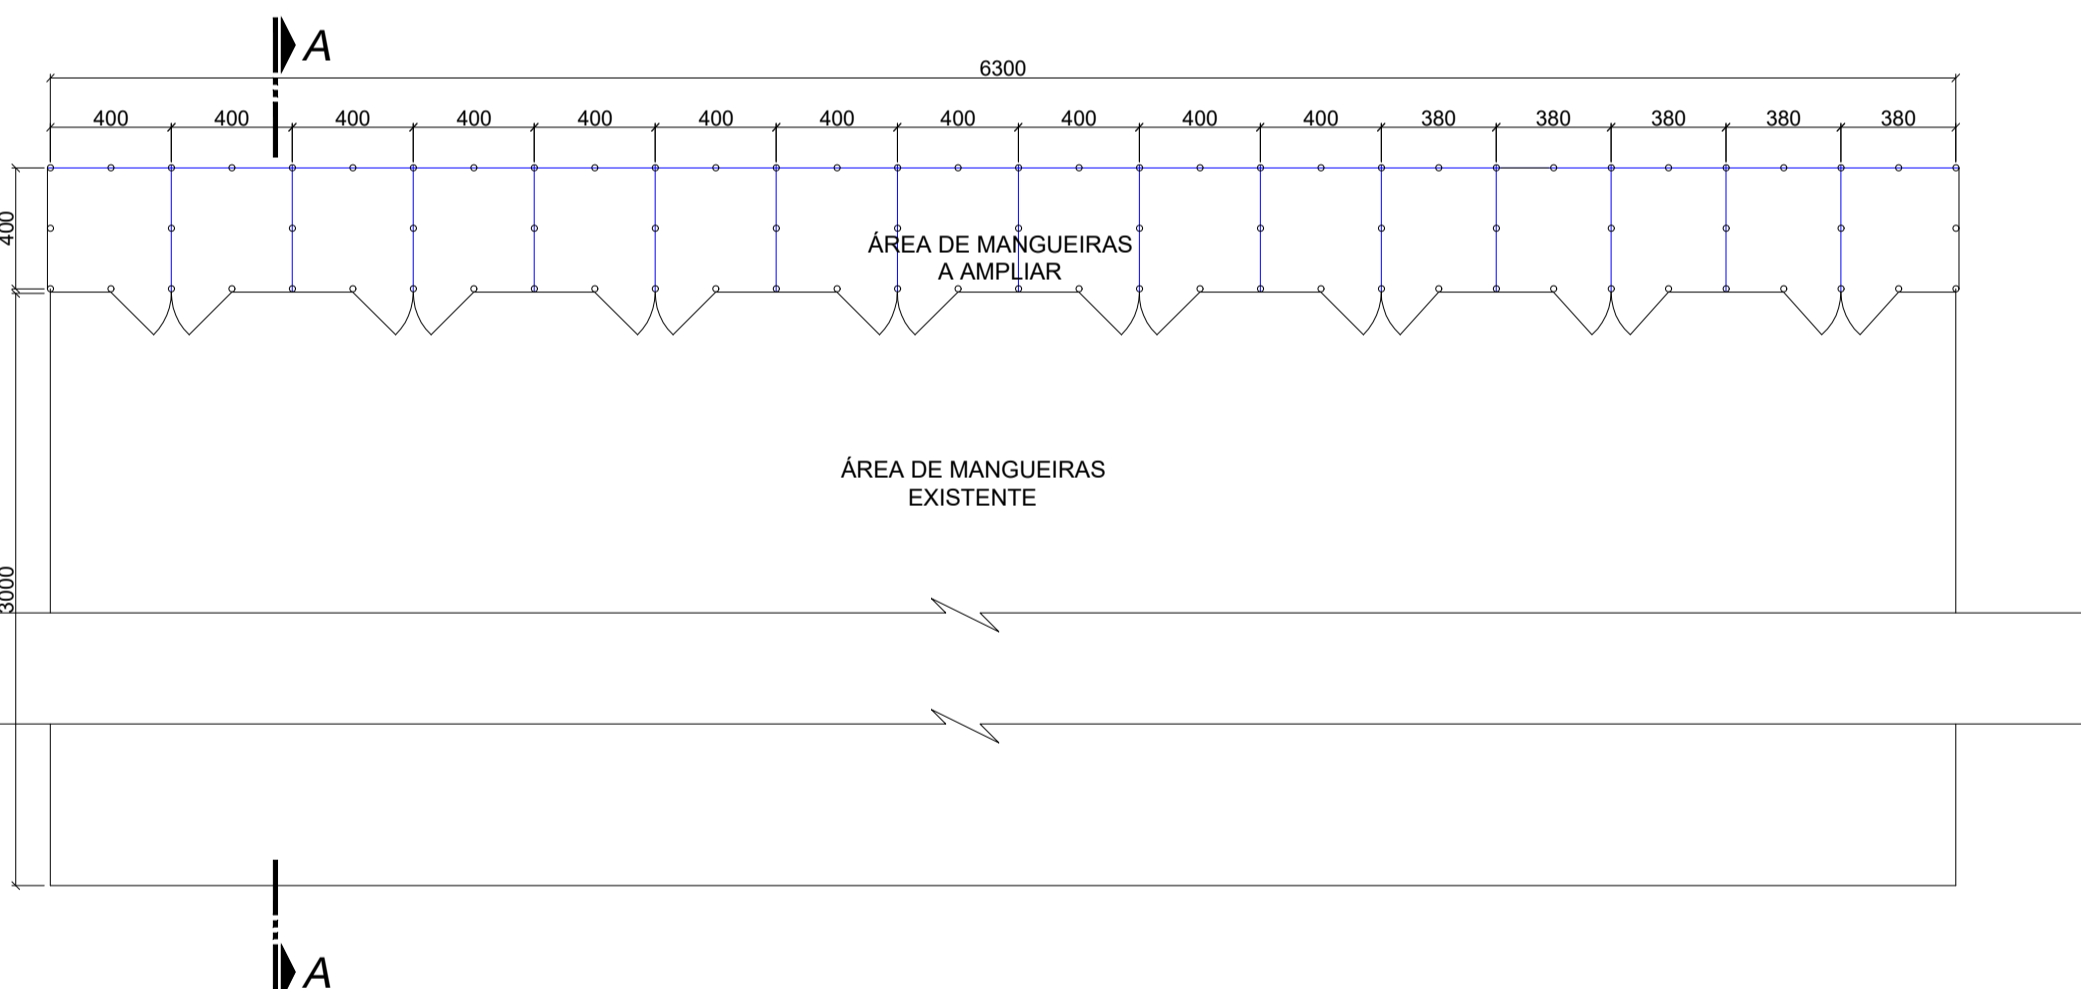 A
6300
400 400 400 400 400 400 400 400 400 400 400 380 380 380 380 380
400
ÁREA DE MANGUEIRAS
A AMPLIAR
ÁREA DE MANGUEIRAS
EXISTENTE
3000
A